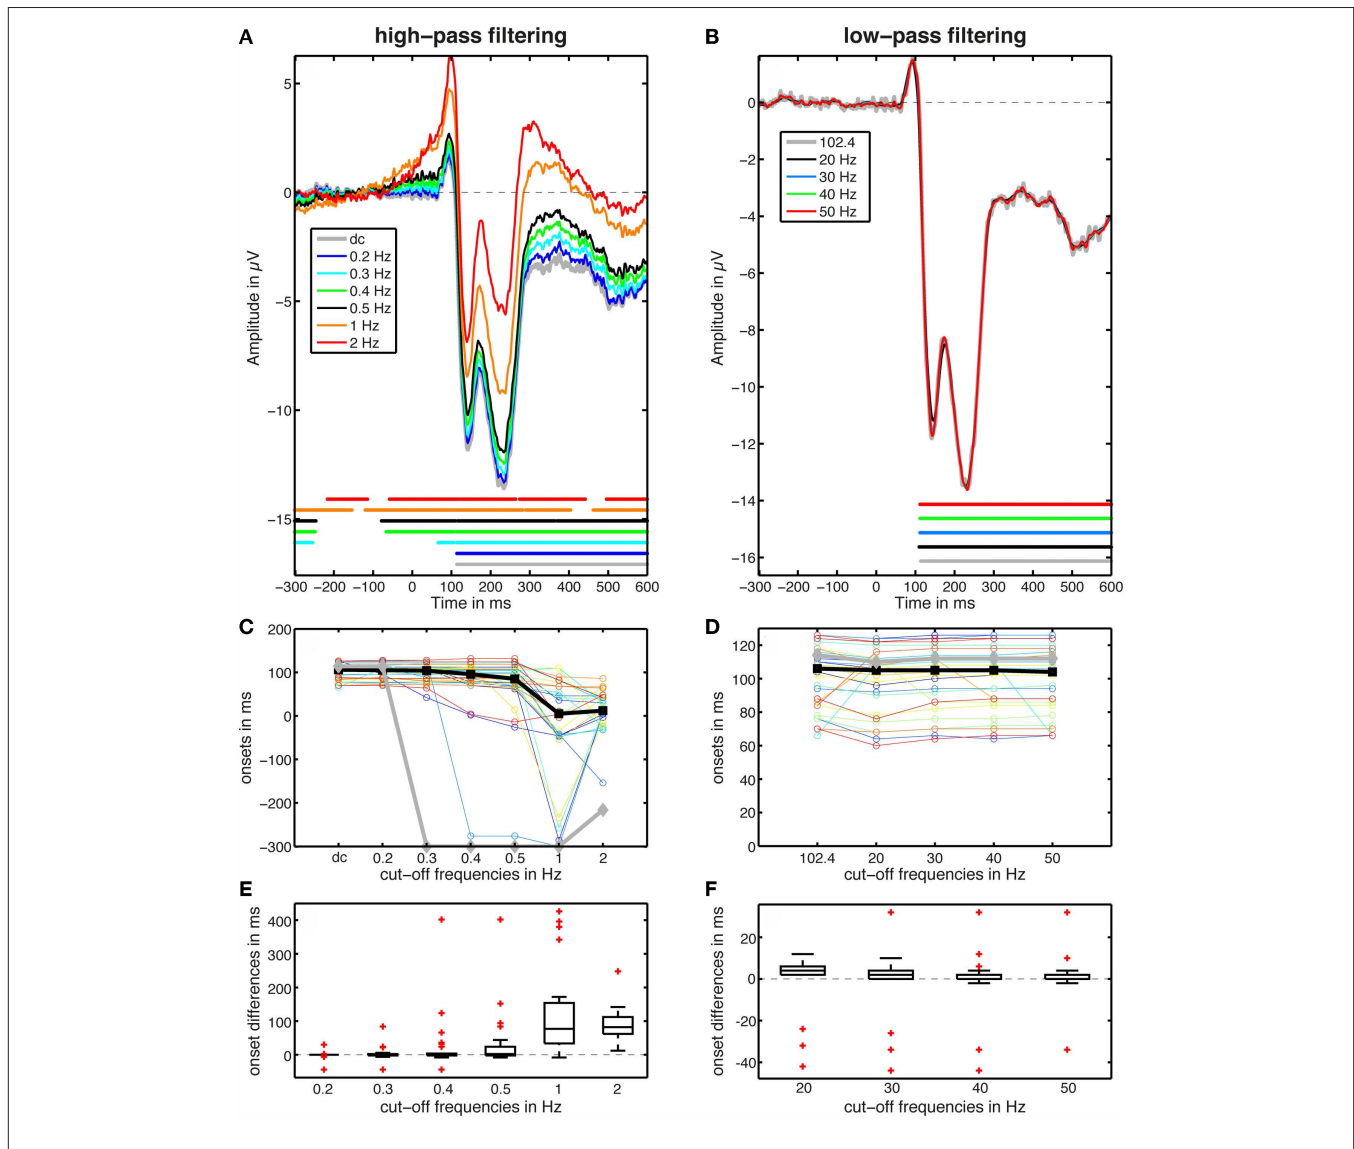 A
high–pass filtering
5
0
−5
−10
−15
Amplitude in μV
dc
0.2 Hz
0.3 Hz
0.4 Hz
0.5 Hz
1 Hz
2 Hz
−300 −200 −100 0 100 200 300 400 500 600
Time in ms
B
low–pass filtering
0
−2
−4
−6
−8
−10
−12
−14
−16
Amplitude in μV
102.4
20 Hz
30 Hz
40 Hz
50 Hz
−300 −200 −100 0 100 200 300 400 500 600
Time in ms
C
200
100
0
−100
−200
−300
onsets in ms
dc 0.2 0.3 0.4 0.5 1 2
cut–off frequencies in Hz
D
120
100
80
60
40
20
0
onsets in ms
102.4 20 30 40 50
cut–off frequencies in Hz
E
400
300
200
100
0
onset differences in ms
0.2 0.3 0.4 0.5 1 2
cut–off frequencies in Hz
F
20
0
-20
-40
onset differences in ms
20 30 40 50
cut–off frequencies in Hz